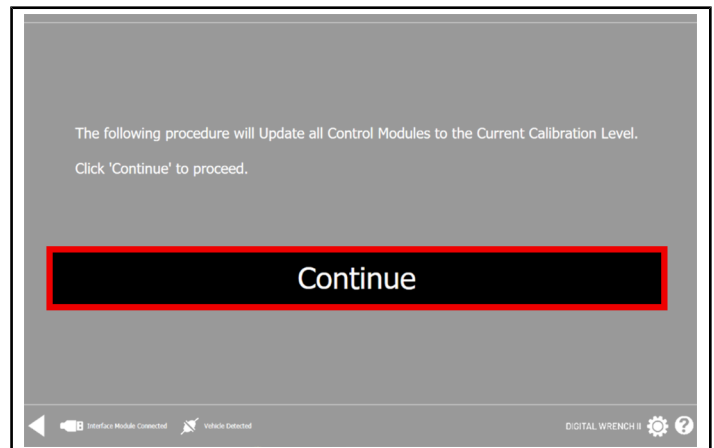 The following procedure will Update all Control Modules to the Current Calibration Level.
Click 'Continue' to proceed.
Continue
Interface Module Connected
Vehicle Detected
DIGITAL WRENCH II
?